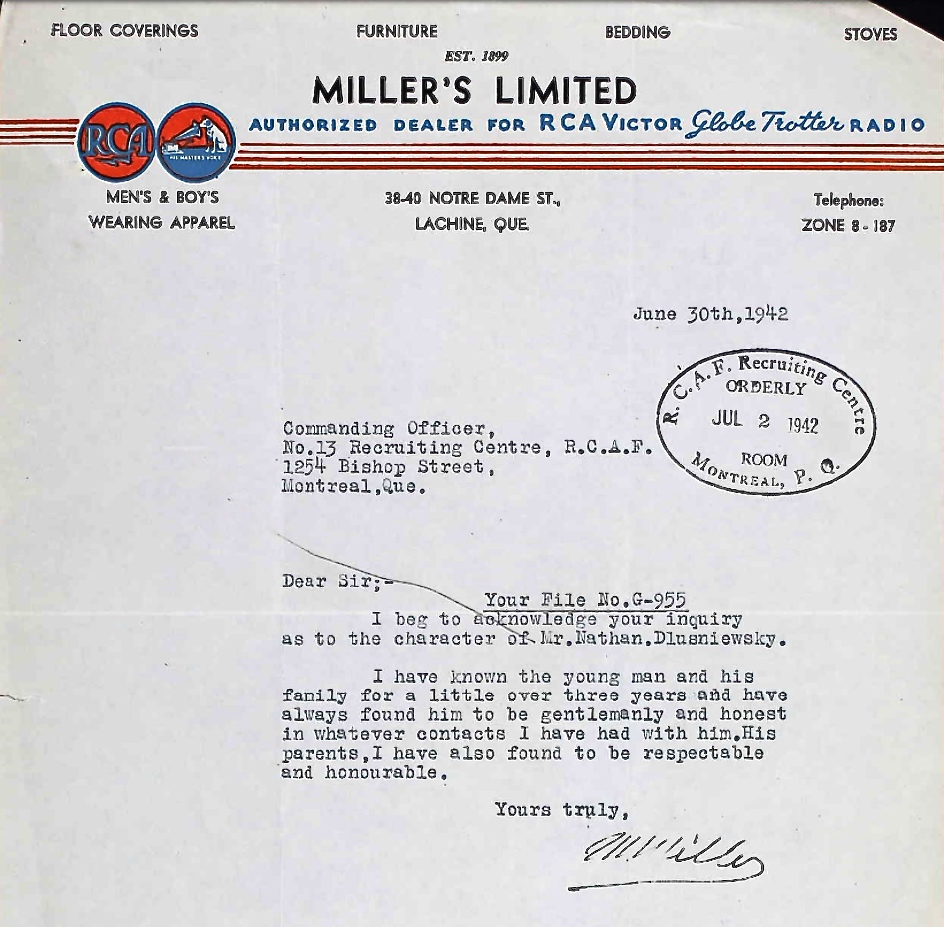 FLOOR COVERINGS FURNITURE BEDDING STOVES
EST. 1899
MILLER'S LIMITED
AUTHORIZED DEALER FOR RCA VICTOR Globe Trotter RADIO
RCA
HIS MASTER'S VOICE
MEN'S & BOY'S
WEARING APPAREL
38-40 NOTRE DAME ST.,
LACHINE, QUE.
Telephone:
ZONE 8-187
June 30th,1942
R.C.A.F. Recruiting Centre
ORDERLY
JUL 2 1942
ROOM
MONTREAL, P. Q.
Commanding Officer,
No.13 Recruiting Centre, R.C.A.F.
1254 Bishop Street,
Montreal,Que.
Dear Sir;-
Your File No.G-955
I beg to acknowledge your inquiry
as to the character of Mr.Nathan.Dlusniewsky.
I have known the young man and his
family for a little over three years and have
always found him to be gentlemanly and honest
in whatever contacts I have had with him.His
parents,I have also found to be respectable
and honourable.
Yours truly,
M. Miller